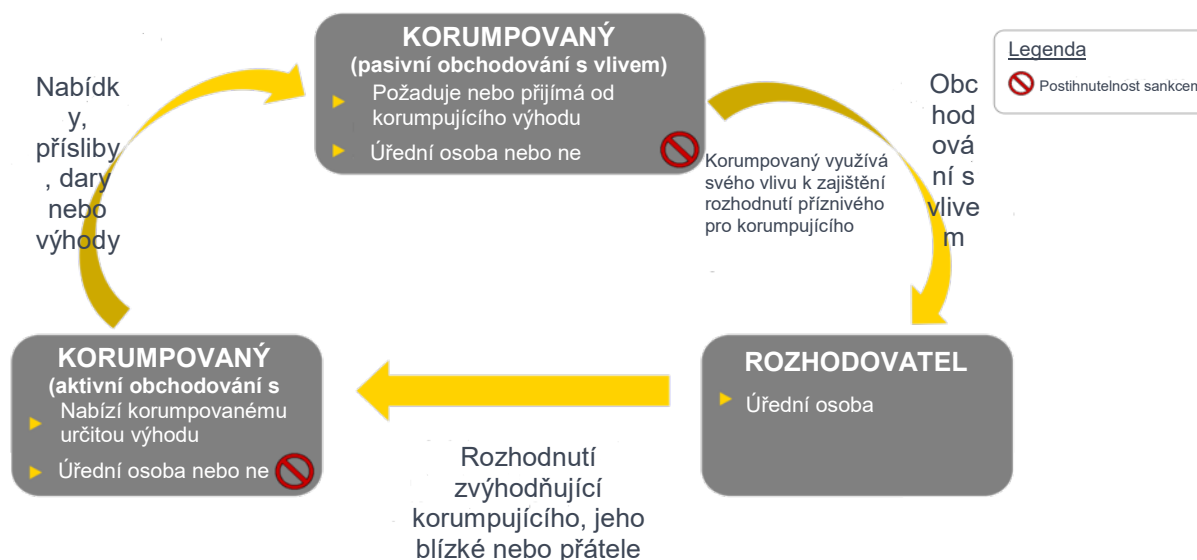 KORUMPOVANÝ
(pasivní obchodování s vlivem)
Požaduje nebo přijímá od
korumpujícího výhodu
Úřední osoba nebo ne
Legenda
Postihnutelnost sankcem
Nabídk
y,
přísliby
, dary
nebo
výhody
Obc
hod
ová
ní s
vlive
m
Korumpovaný využívá
svého vlivu k zajištění
rozhodnutí příznivého
pro korumpujícího
KORUMPOVANÝ
(aktivní obchodování s
Nabízí korumpovanému
určitou výhodu
Úřední osoba nebo ne
ROZHODOVATEL
Úřední osoba
Rozhodnutí
zvýhodňující
korumpujícího, jeho
blízké nebo přátele